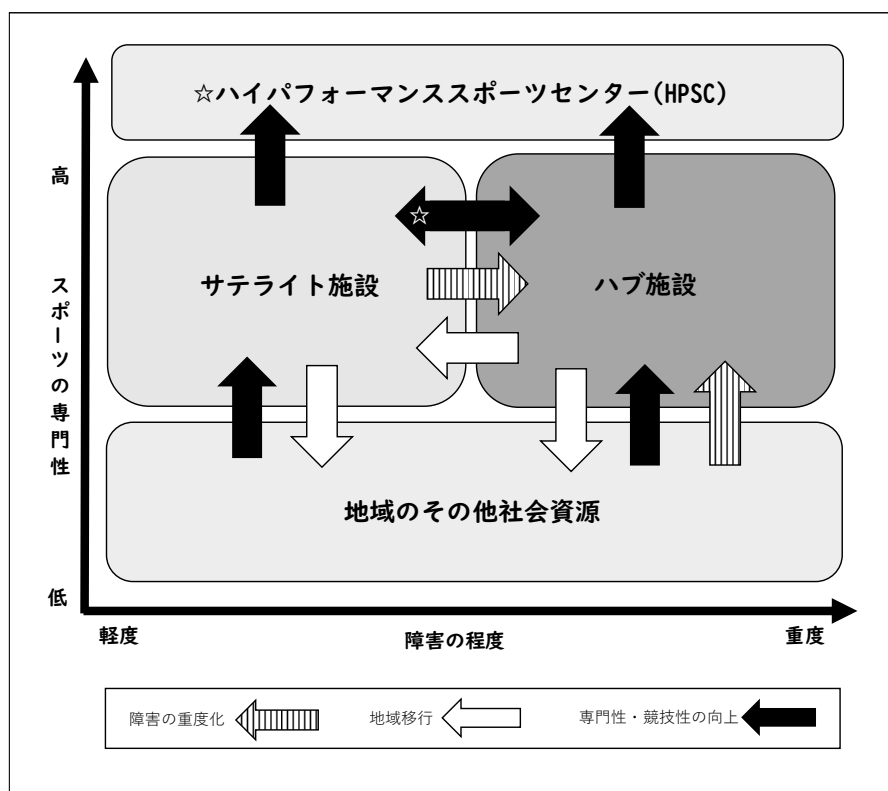 ☆ハイパフォーマンススポーツセンター(HPSC)
高
☆
サテライト施設
ハブ施設
スポーツの専門性
地域のその他社会資源
低
軽度
障害の程度
重度
障害の重度化
地域移行
専門性・競技性の向上